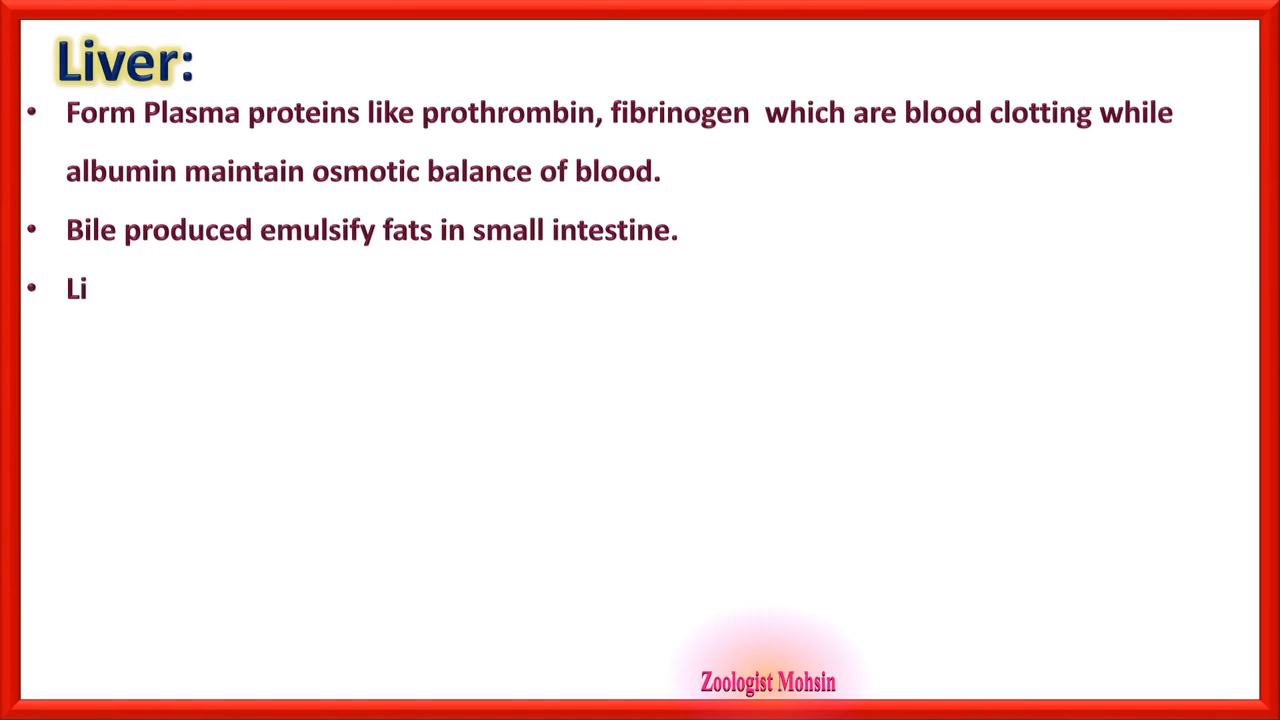 Liver:
• Form Plasma proteins like prothrombin, fibrinogen  which are blood clotting while
albumin maintain osmotic balance of blood.
• Bile produced emulsify fats in small intestine.
• Li
Zoologist Mohsin